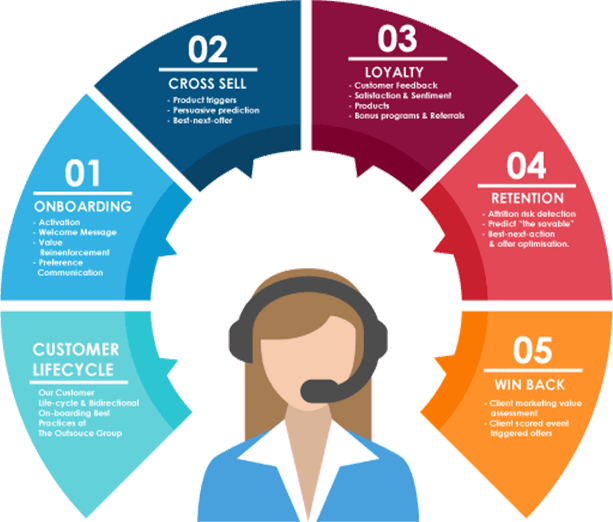 CUSTOMER
LIFECYCLE
Our Customer
Life-cycle & Bidirectional
On-boarding Best
Practices at
The Outsouce Group
01
ONBOARDING
- Activation
- Welcome Message
- Value
Reinenforcement
- Preference
Communication
02
CROSS SELL
- Product triggers
- Persuasive prediction
- Best-next-offer
03
LOYALTY
- Customer Feedback
- Satisfaction & Sentiment
- Products
- Bonus programs & Referrals
04
RETENTION
- Attrition risk detection
- Predict "the savable"
- Best-next-action
& offer optimisation.
05
WIN BACK
- Client marketing value
assessment
- Client scored event
triggered offers